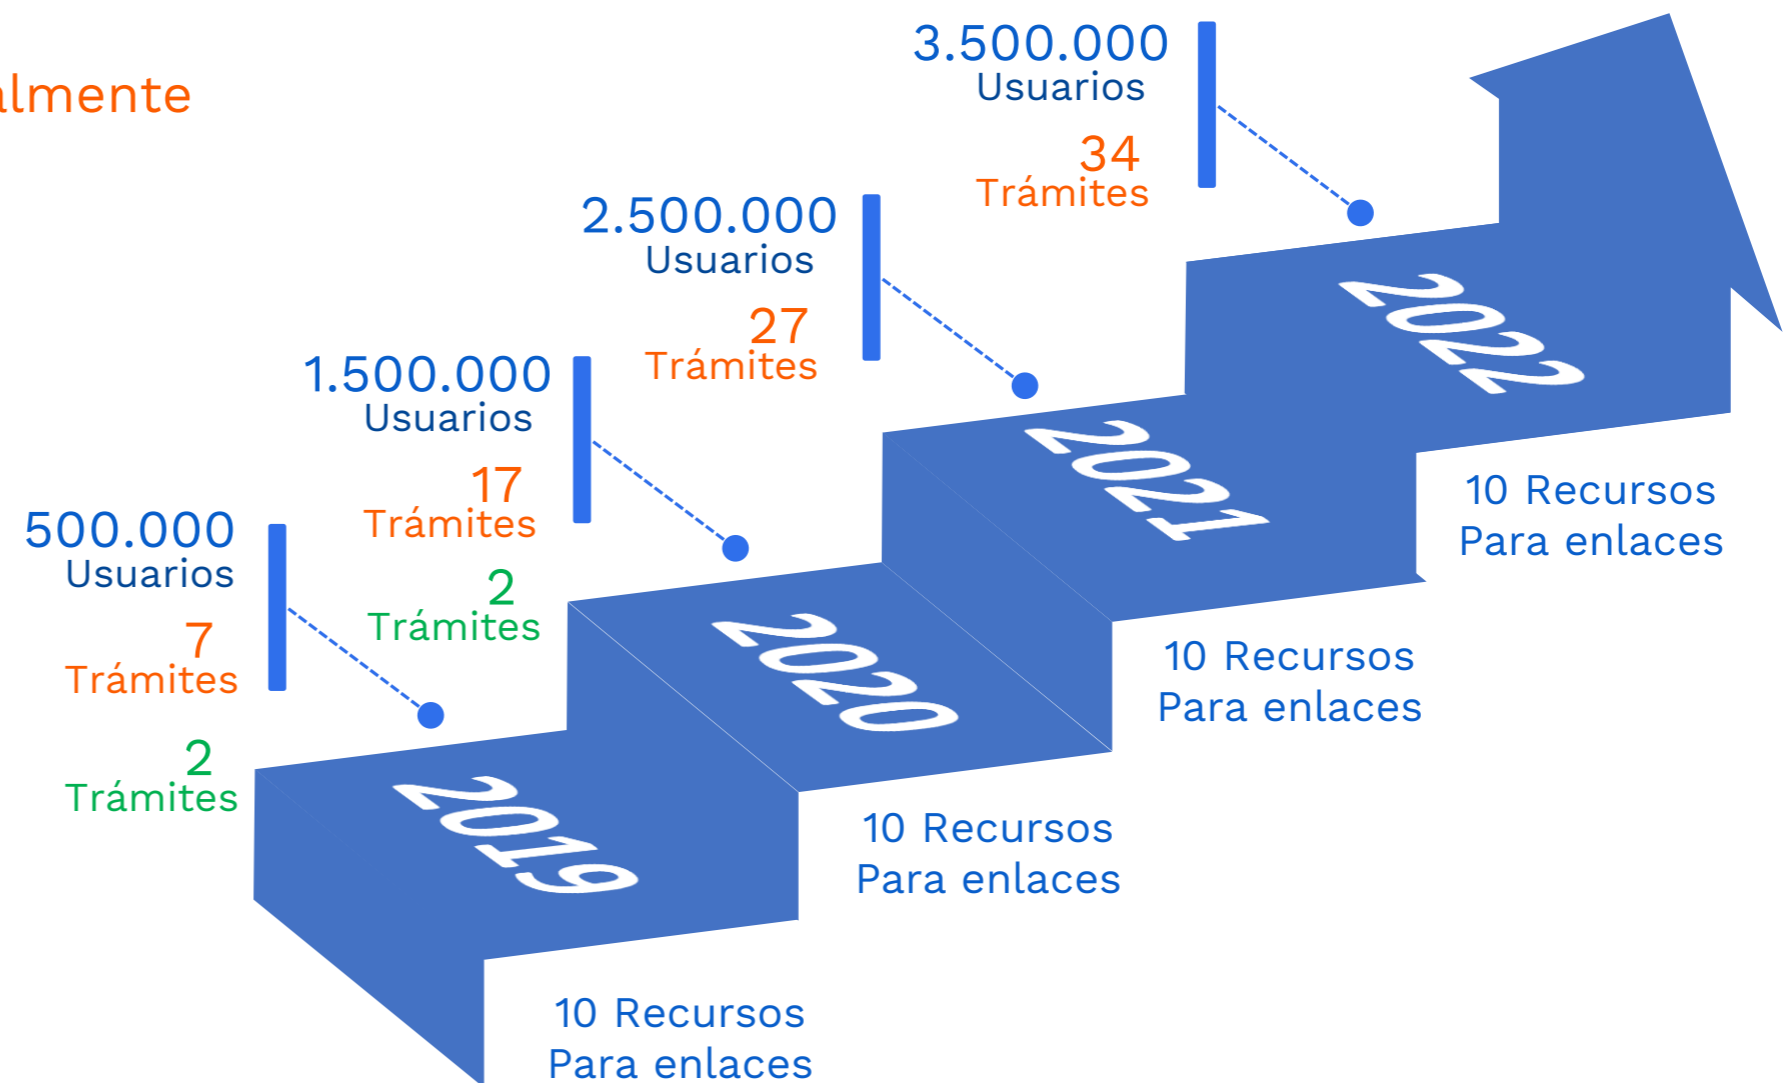 almente
3.500.000
Usuarios
34
Trámites
2.500.000
Usuarios
27
Trámites
1.500.000
Usuarios
17
Trámites
2
Trámites
500.000
Usuarios
7
Trámites
2
Trámites
2022
2021
2020
2019
10 Recursos
Para enlaces
10 Recursos
Para enlaces
10 Recursos
Para enlaces
10 Recursos
Para enlaces